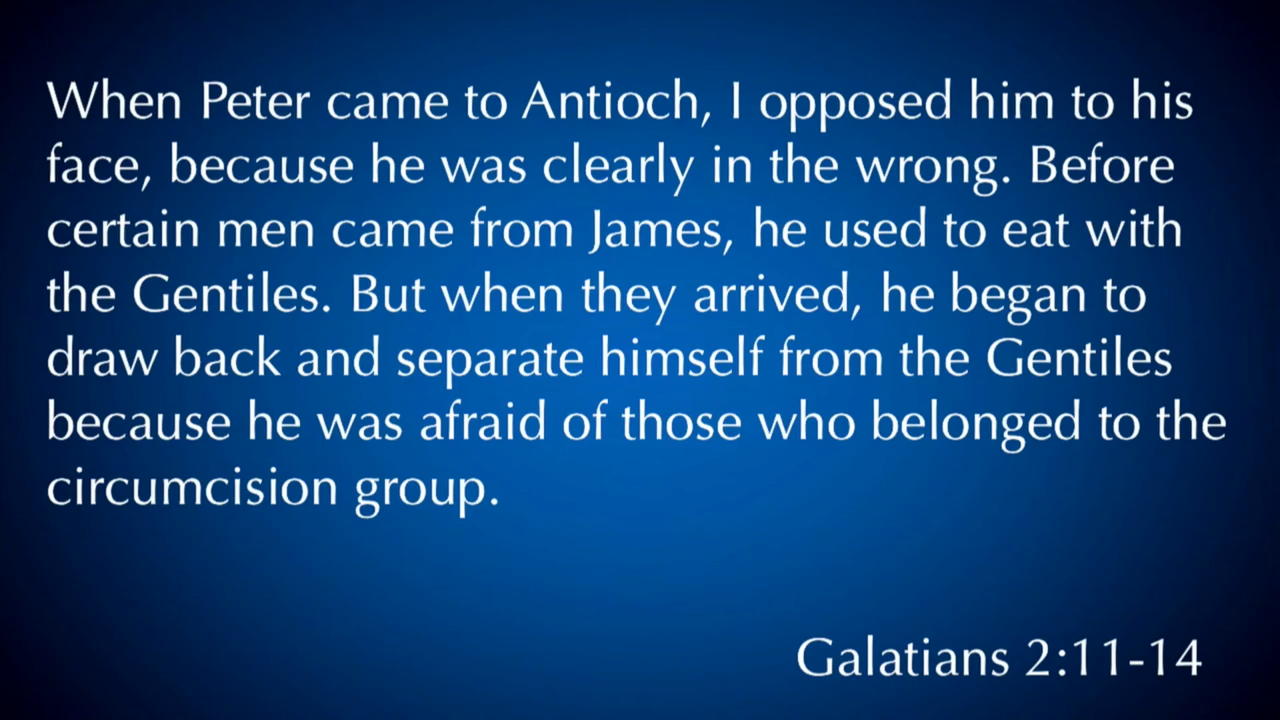 When Peter came to Antioch, I opposed him to his
face, because he was clearly in the wrong. Before
certain men came from James, he used to eat with
the Gentiles. But when they arrived, he began to
draw back and separate himself from the Gentiles
because he was afraid of those who belonged to the
circumcision group.
Galatians 2:11-14